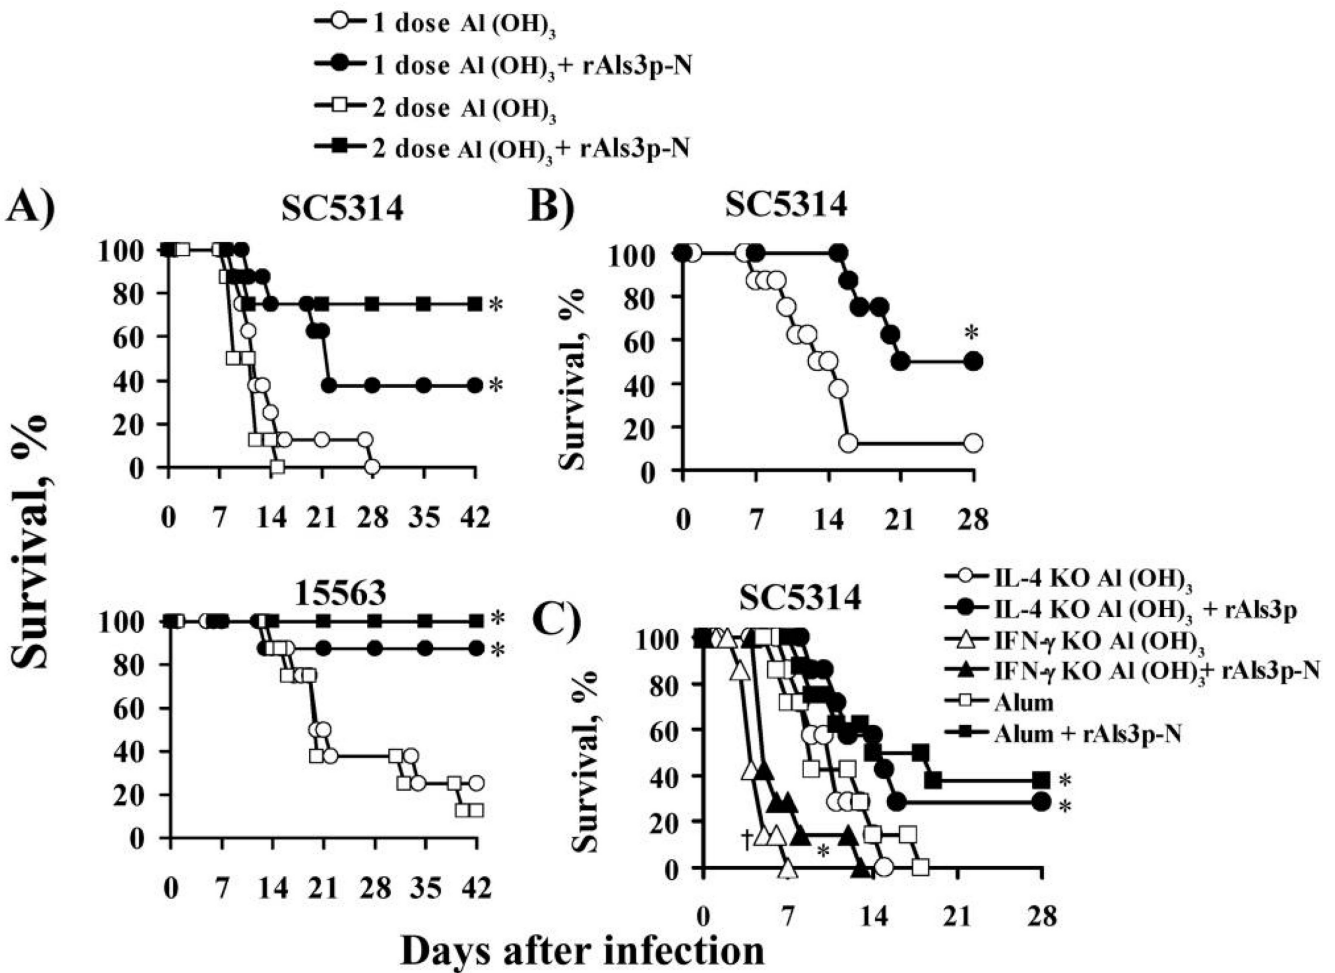 1 dose Al (OH)₃
1 dose Al (OH)₃+ rAls3p-N
2 dose Al (OH)₃
2 dose Al (OH)₃+ rAls3p-N
A)
SC5314
Survival, %
100
80
60
40
20
0
0 7 14 21 28 35 42
*
*
15563
100
80
60
40
20
0
0 7 14 21 28 35 42
*
*
B)
SC5314
Survival, %
100
80
60
40
20
0
0 7 14 21 28
*
C)
SC5314
IL-4 KO Al (OH)₃
IL-4 KO Al (OH)₃ + rAls3p
IFN-γ KO Al (OH)₃
IFN-γ KO Al (OH)₃+ rAls3p-N
Alum
Alum + rAls3p-N
Survival, %
100
80
60
40
20
0
0 7 14 21 28
*
*
†
*
Days after infection